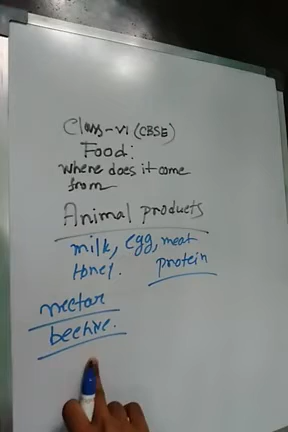 Class-VI (CBSE)
Food:
where does it come
from
Animal products
milk, egg, meat
Honey. protein
nectar
beehive.